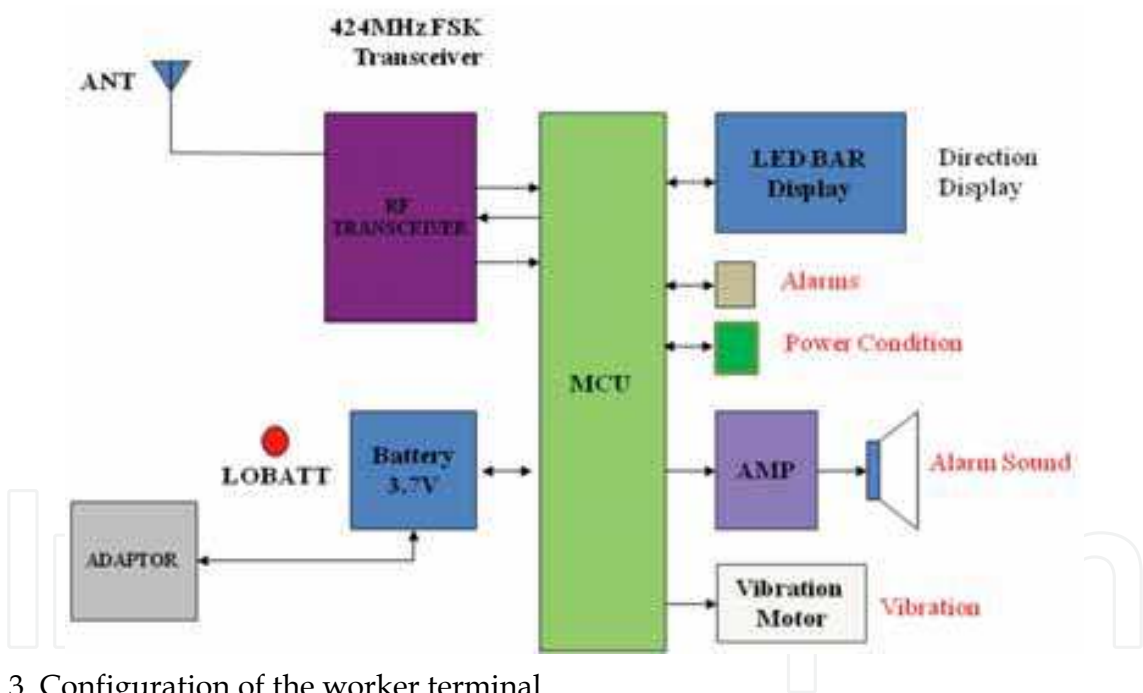 424MHz FSK
Transceiver
ANT
RF
TRANSCEIVER
MCU
LED-BAR
Display
Direction
Display
Alarms
Power Condition
LOBATT
Battery
3.7V
AMP
Alarm Sound
ADAPTOR
Vibration
Motor
Vibration
3. Configuration of the worker terminal